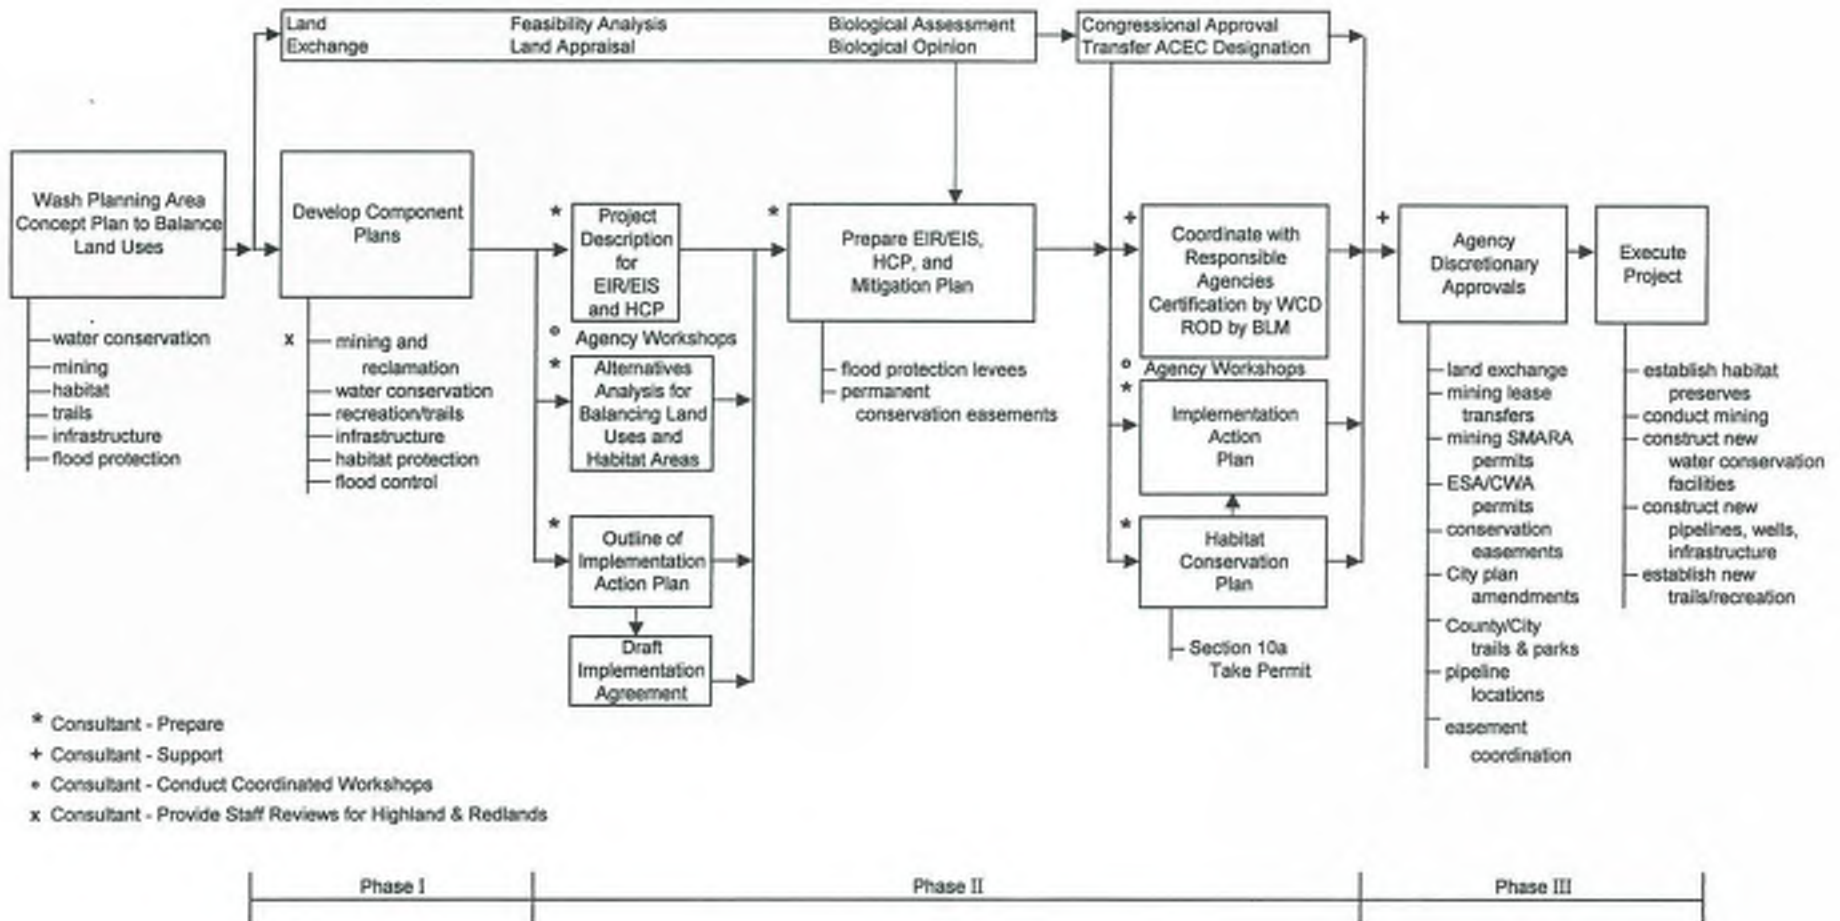 Land
Exchange
Feasibility Analysis
Land Appraisal
Biological Assessment
Biological Opinion
Congressional Approval
Transfer ACEC Designation
Wash Planning Area
Concept Plan to Balance
Land Uses
water conservation
mining
habitat
trails
infrastructure
flood protection
Develop Component
Plans
x
mining and
reclamation
water conservation
recreation/trails
infrastructure
habitat protection
flood control
*
Project
Description
for
EIR/EIS
and HCP
° Agency Workshops
*
Alternatives
Analysis for
Balancing Land
Uses and
Habitat Areas
*
Outline of
Implementation
Action Plan
Draft
Implementation
Agreement
*
Prepare EIR/EIS,
HCP, and
Mitigation Plan
flood protection levees
permanent
conservation easements
+
Coordinate with
Responsible
Agencies
Certification by WCD
ROD by BLM
° Agency Workshops
*
Implementation
Action
Plan
*
Habitat
Conservation
Plan
Section 10a
Take Permit
+
Agency
Discretionary
Approvals
land exchange
mining lease
transfers
mining SMARA
permits
ESA/CWA
permits
conservation
easements
City plan
amendments
County/City
trails & parks
pipeline
locations
easement
coordination
Execute
Project
establish habitat
preserves
conduct mining
construct new
water conservation
facilities
construct new
pipelines, wells,
infrastructure
establish new
trails/recreation
* Consultant - Prepare
+ Consultant - Support
° Consultant - Conduct Coordinated Workshops
x Consultant - Provide Staff Reviews for Highland & Redlands
Phase I
Phase II
Phase III